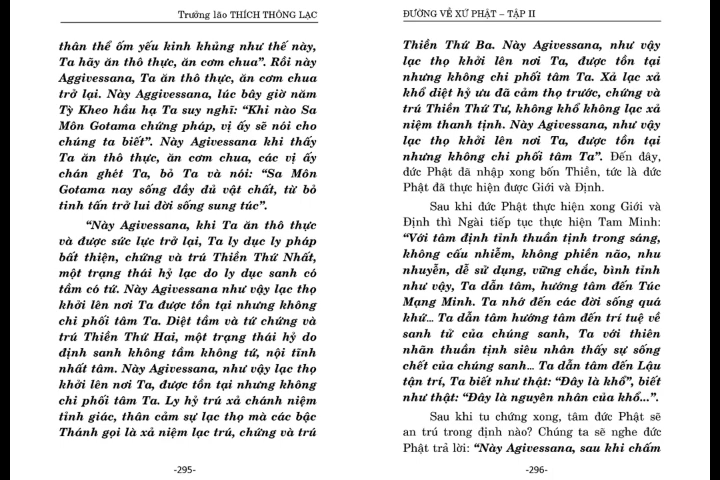 Trưởng lão THÍCH THÔNG LẠC
thân thể ốm yếu kinh khủng như thế này,
Ta hãy ăn thô thực, ăn cơm chua”. Rồi này
Aggivessana, Ta ăn thô thực, ăn cơm chua
trở lại. Này Aggivessana, lúc bây giờ năm
Tỳ Kheo hầu hạ Ta suy nghĩ: “Khi nào Sa
Môn Gotama chứng pháp, vị ấy sẽ nói cho
chúng ta biết”. Này Agivessana khi thấy
Ta ăn thô thực, ăn cơm chua, các vị ấy
chán ghét Ta, bỏ Ta và nói: “Sa Môn
Gotama nay sống đầy đủ vật chất, từ bỏ
tinh tấn trở lui đời sống sung túc”.
“Này Agivessana, khi Ta ăn thô thực
và được sức lực trở lại, Ta ly dục ly pháp
bất thiện, chứng và trú Thiền Thứ Nhất,
một trạng thái hỷ lạc do ly dục sanh có
tầm có tứ. Này Agivessana như vậy lạc thọ
khởi lên nơi Ta được tồn tại nhưng không
chi phối tâm Ta. Diệt tầm và tứ chứng và
trú Thiền Thứ Hai, một trạng thái hỷ do
định sanh không tầm không tứ, nội tĩnh
nhất tâm. Này Agivessana, như vậy lạc thọ
khởi lên nơi Ta, được tồn tại nhưng không
chi phối tâm Ta. Ly hỷ trú xả chánh niệm
tỉnh giác, thân cảm sự lạc thọ mà các bậc
Thánh gọi là xả niệm lạc trú, chứng và trú
-295-
ĐƯỜNG VỀ XỨ PHẬT – TẬP II
Thiền Thứ Ba. Này Agivessana, như vậy
lạc thọ khởi lên nơi Ta, được tồn tại
nhưng không chi phối tâm Ta. Xả lạc xả
khổ diệt hỷ ưu đã cảm thọ trước, chứng và
trú Thiền Thứ Tư, không khổ không lạc xả
niệm thanh tịnh. Này Agivessana, như vậy
lạc thọ khởi lên nơi Ta, được tồn tại
nhưng không chi phối tâm Ta”. Đến đây,
đức Phật đã nhập xong bốn Thiền, tức là đức
Phật đã thực hiện được Giới và Định.
Sau khi đức Phật thực hiện xong Giới và
Định thì Ngài tiếp tục thực hiện Tam Minh:
“Với tâm định tĩnh thuần tịnh trong sáng,
không cấu nhiễm, không phiền não, nhu
nhuyễn, dễ sử dụng, vững chắc, bình tĩnh
như vậy, Ta dẫn tâm, hướng tâm đến Túc
Mạng Minh. Ta nhớ đến các đời sống quá
khứ... Ta dẫn tâm hướng tâm đến trí tuệ về
sanh tử của chúng sanh, Ta với thiên
nhãn thuần tịnh siêu nhân thấy sự sống
chết của chúng sanh... Ta dẫn tâm đến Lậu
tận trí, Ta biết như thật: “Đây là khổ”, biết
như thật: “Đây là nguyên nhân của khổ...”.
Sau khi tu chứng xong, tâm đức Phật sẽ
an trú trong định nào? Chúng ta sẽ nghe đức
Phật trả lời: “Này Agivessana, sau khi chấm
-296-